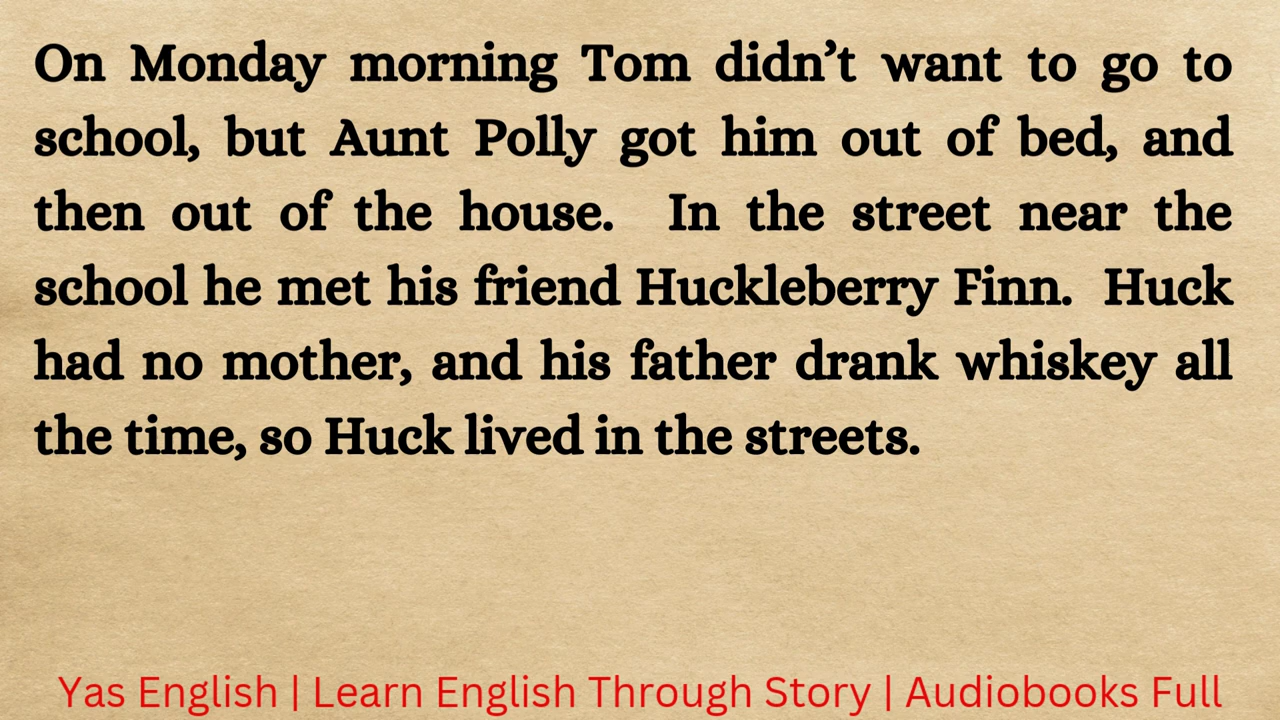 On Monday morning Tom didn’t want to go to
school, but Aunt Polly got him out of bed, and
then out of the house.  In the street near the
school he met his friend Huckleberry Finn.  Huck
had no mother, and his father drank whiskey all
the time, so Huck lived in the streets.
Yas English | Learn English Through Story | Audiobooks Full